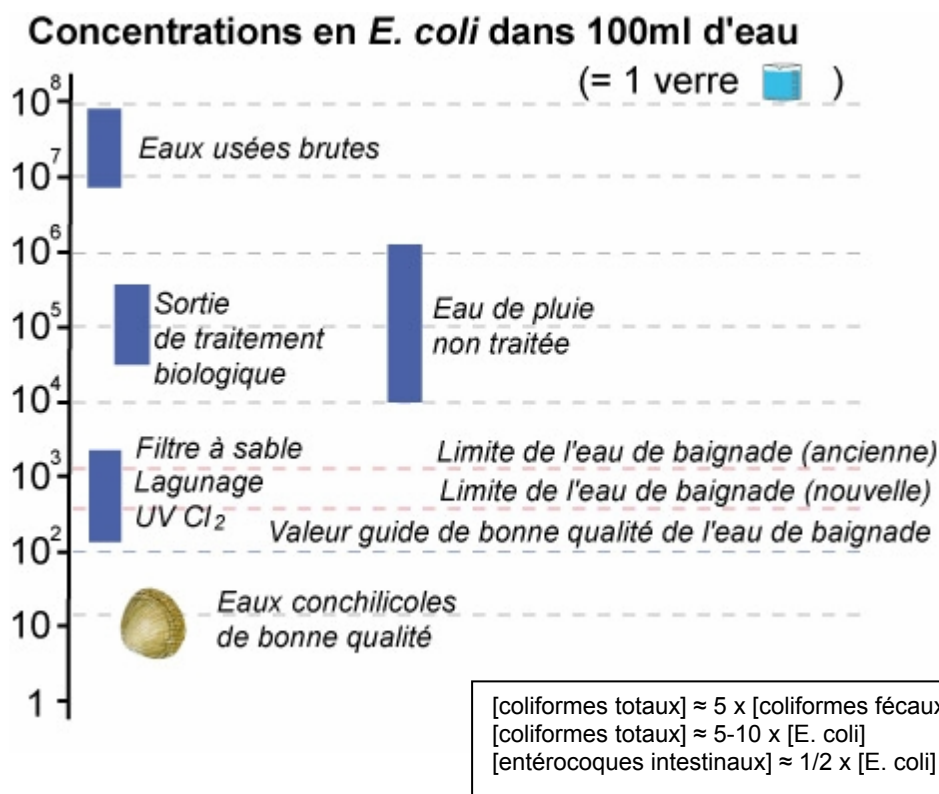 Concentrations en E. coli dans 100ml d'eau
(= 1 verre )
10⁸
Eaux usées brutes
10⁷
10⁶
Sortie
de traitement
biologique
Eau de pluie
non traitée
10⁵
10⁴
Filtre à sable
Lagunage
UV Cl₂
Limite de l'eau de baignade (ancienne)
10³
Limite de l'eau de baignade (nouvelle)
Valeur guide de bonne qualité de l'eau de baignade
10²
Eaux conchilicoles
de bonne qualité
10
1
[coliformes totaux] ≈ 5 x [coliformes fécaux
[coliformes totaux] ≈ 5-10 x [E. coli]
[entérocoques intestinaux] ≈ 1/2 x [E. coli]